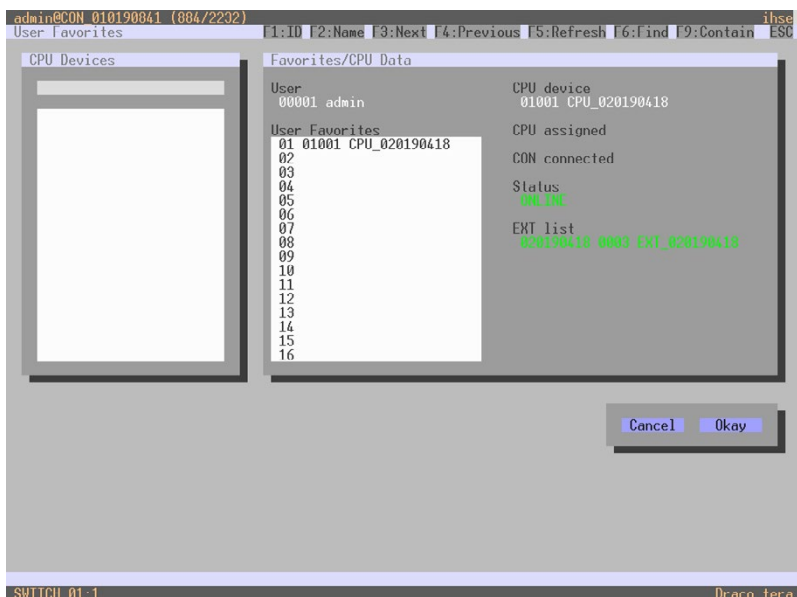 admin@CON_010190841 (884/2232) ihse
User Favorites F1:ID F2:Name F3:Next F4:Previous F5:Refresh F6:Find F9:Contain ESC
CPU Devices
Favorites/CPU Data
User
00001 admin
User Favorites
01 01001 CPU_020190418
02
03
04
05
06
07
08
09
10
11
12
13
14
15
16
CPU device
01001 CPU_020190418
CPU assigned
CON connected
Status
ONLINE
EXT list
020190418 0003 EXT_020190418
Cancel Okay
SWITCH_01:1 Draco tera